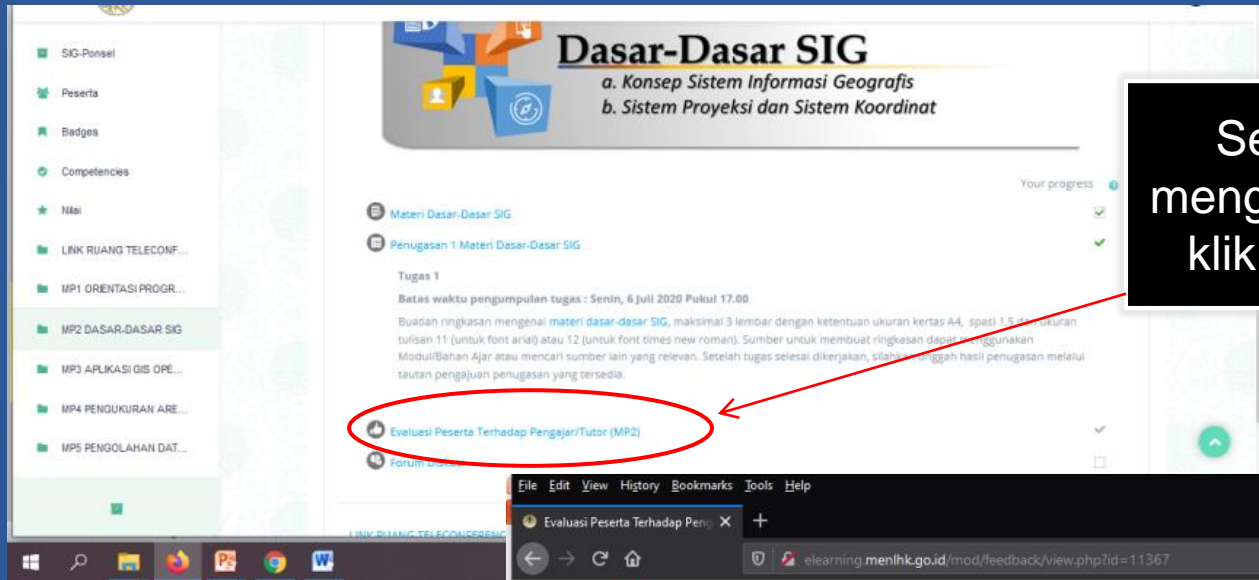 SIG-Ponsel
Peserta
Badges
Competencies
Nilai
LINK RUANG TELECONF...
MP1 ORIENTASI PROGR...
MP2 DASAR-DASAR SIG
MP3 APLIKASI GIS OPE...
MP4 PENGUKURAN ARE...
MP5 PENGOLAHAN DAT...
Dasar-Dasar SIG
a. Konsep Sistem Informasi Geografis
b. Sistem Proyeksi dan Sistem Koordinat
Your progress
Materi Dasar-Dasar SIG
Penugasan 1 Materi Dasar-Dasar SIG
Tugas 1
Batas waktu pengumpulan tugas : Senin, 6 Juli 2020 Pukul 17.00
Buatlah ringkasan mengenai materi dasar-dasar SIG, maksimal 3 lembar dengan ketentuan ukuran kertas A4, spasi 1,5 dan ukuran
tulisan 11 (untuk font arial) atau 12 (untuk font times new roman). Sumber untuk membuat ringkasan dapat menggunakan
Modul/Bahan Ajar atau mencari sumber lain yang relevan. Setelah tugas selesai dikerjakan, silahkan unggah hasil penugasan melalui
tautan pengajuan penugasan yang tersedia.
Evaluasi Peserta Terhadap Pengajar/Tutor (MP2)
Forum Diskusi
LINK RUANG TELECONFERENC
Se
meng
klik
File Edit View History Bookmarks Tools Help
Evaluasi Peserta Terhadap Peng
elearning.menlhk.go.id/mod/feedback/view.php?id=11367